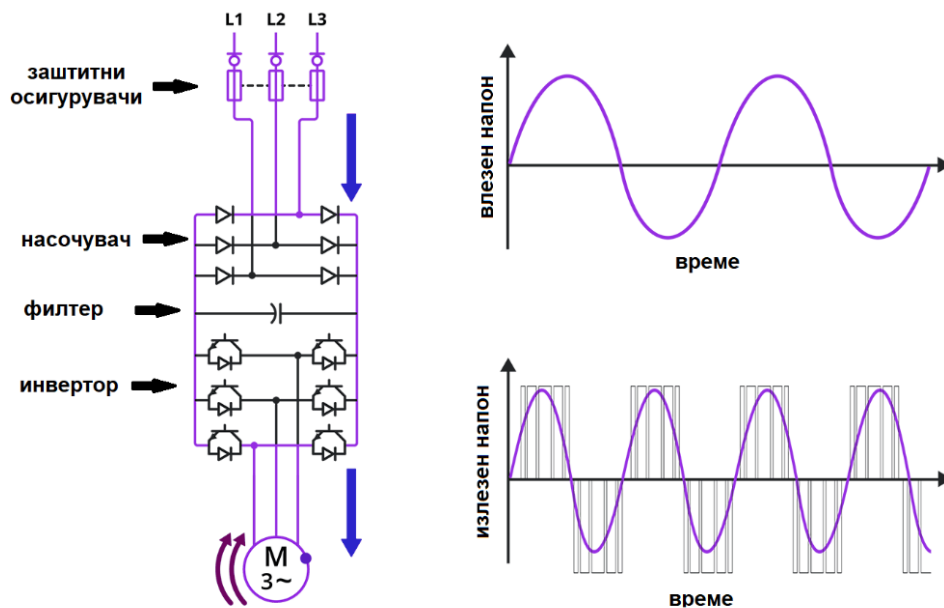 L1 L2 L3
заштитни
осигурувачи
насочувач
филтер
инвертор
M
3~
влезен напон
време
излезен напон
време